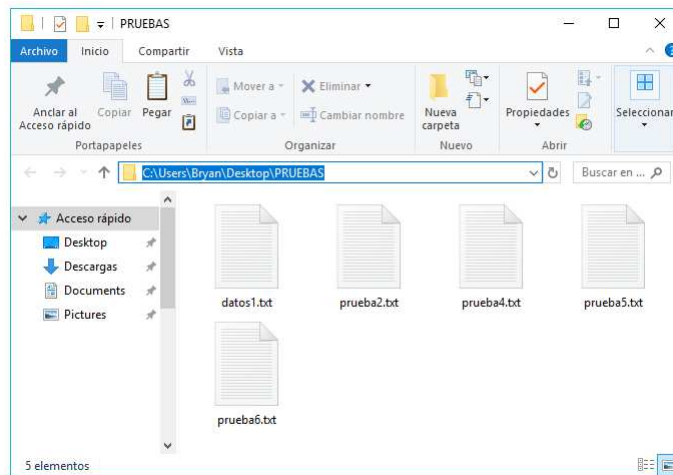 PRUEBAS
Archivo Inicio Compartir Vista
Anclar al Acceso rápido
Copiar
Pegar
Mover a
Copiar a
Eliminar
Cambiar nombre
Nueva carpeta
Propiedades
Seleccionar
Portapapeles Organizar Nuevo Abrir
C:\Users\Bryan\Desktop\PRUEBAS
Buscar en ...
Acceso rápido
Desktop
Descargas
Documents
Pictures
datos1.txt prueba2.txt prueba4.txt prueba5.txt
prueba6.txt
5 elementos